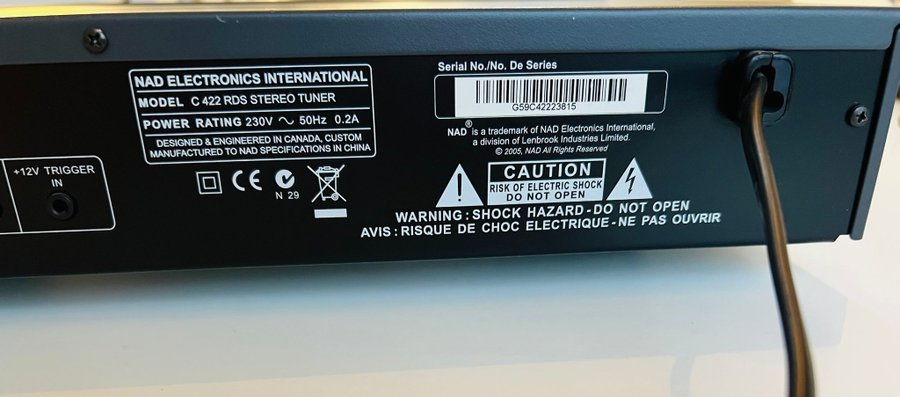 NAD ELECTRONICS INTERNATIONAL
MODEL C 422 RDS STEREO TUNER
POWER RATING 230V ~ 50Hz 0.2A
DESIGNED & ENGINEERED IN CANADA, CUSTOM
MANUFACTURED TO NAD SPECIFICATIONS IN CHINA
+12V TRIGGER
IN
CE
N 29
Serial No./No. De Series
G59C42223815
NAD® is a trademark of NAD Electronics International,
a division of Lenbrook Industries Limited.
© 2005, NAD All Rights Reserved
CAUTION
RISK OF ELECTRIC SHOCK
DO NOT OPEN
WARNING : SHOCK HAZARD - DO NOT OPEN
AVIS : RISQUE DE CHOC ELECTRIQUE - NE PAS OUVRIR